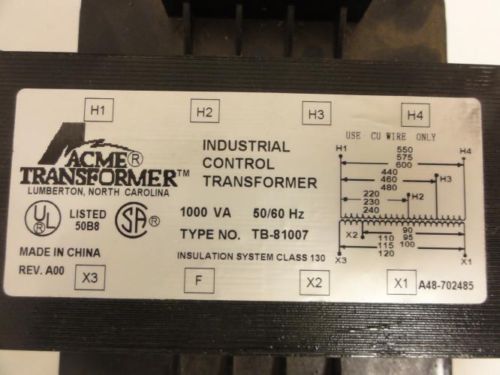 H1
H2
H3
H4
ACME®
TRANSFORMER™
LUMBERTON, NORTH CAROLINA
UL ® LISTED
50B8
SA ®
MADE IN CHINA
REV. A00
INDUSTRIAL
CONTROL
TRANSFORMER
1000 VA 50/60 Hz
TYPE NO. TB-81007
INSULATION SYSTEM CLASS 130
USE CU WIRE ONLY
H1
550
H4
575
600
440
460
H3
480
220
230
H2
240
90
X2
110
95
115
100
120
X3
X1
X3
F
X2
X1
A48-702485